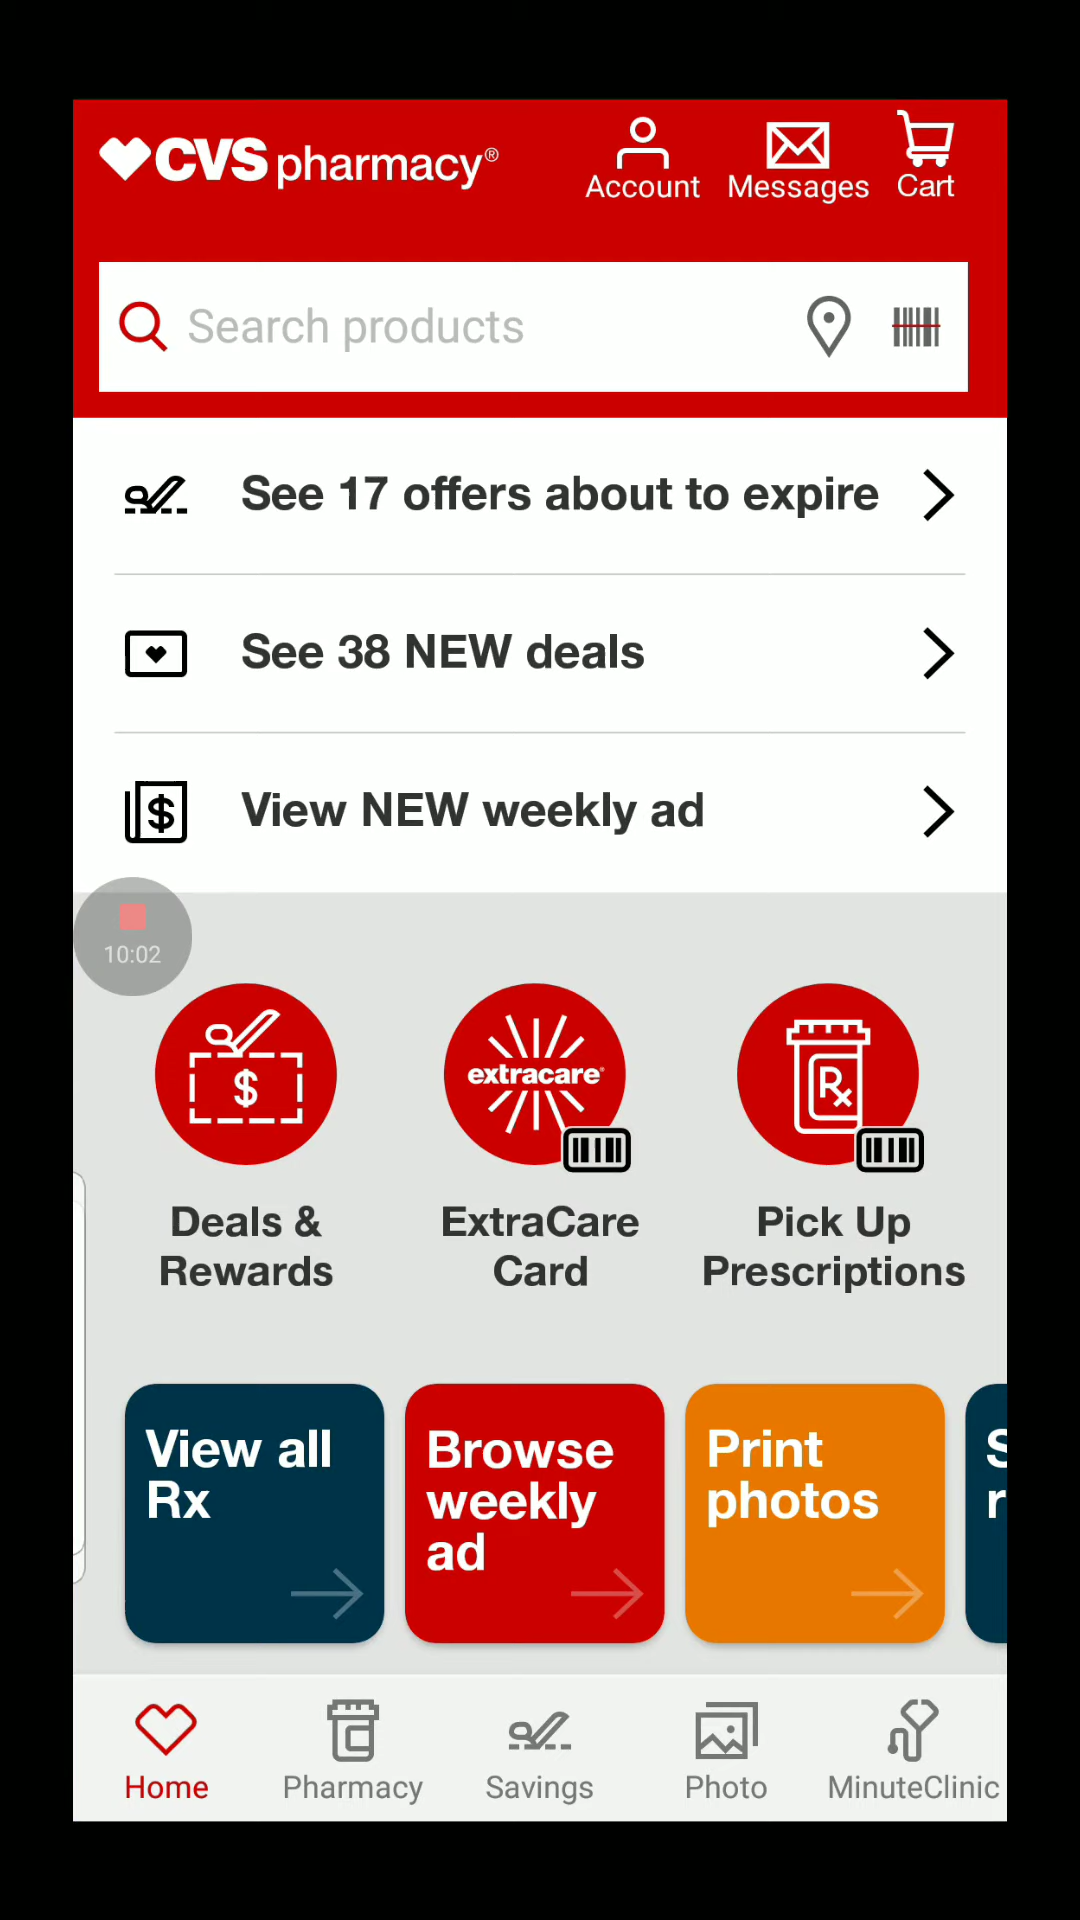 CVS pharmacy®
Account
Messages
Cart
Search products
See 17 offers about to expire
See 38 NEW deals
$
View NEW weekly ad
10:02
$
extracare®
Rx
Deals &
Rewards
ExtraCare
Card
Pick Up
Prescriptions
View all
Rx
Browse
weekly
ad
Print
photos
S
r
Home
Pharmacy
Savings
Photo
MinuteClinic